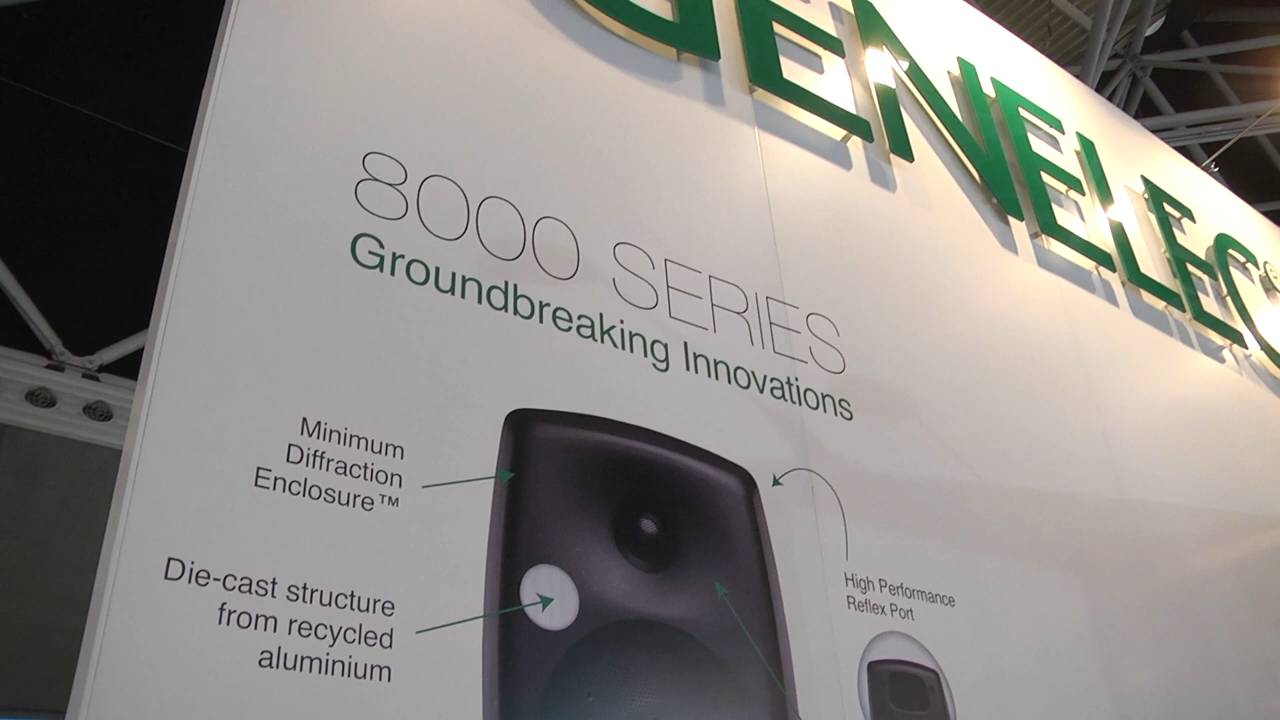 GENELEC®
8000 SERIES
Groundbreaking Innovations
Minimum
Diffraction
Enclosure™
Die-cast structure
from recycled
aluminium
High Performance
Reflex Port